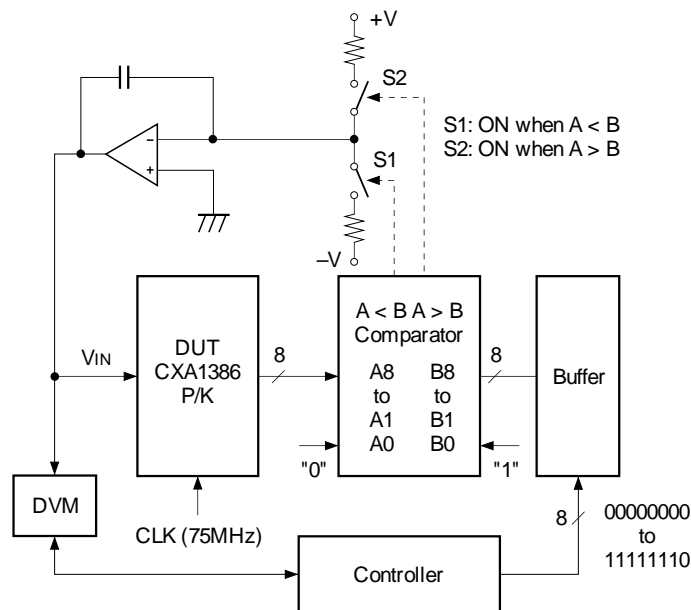 +V
S2
S1: ON when A < B
S2: ON when A > B
−
+
S1
−V
A < B A > B
Comparator
A8 B8
to to
A1 B1
A0 B0
DUT
CXA1386
P/K
VIN
8
8
Buffer
"0"
"1"
DVM
CLK (75MHz)
8
00000000
to
11111110
Controller